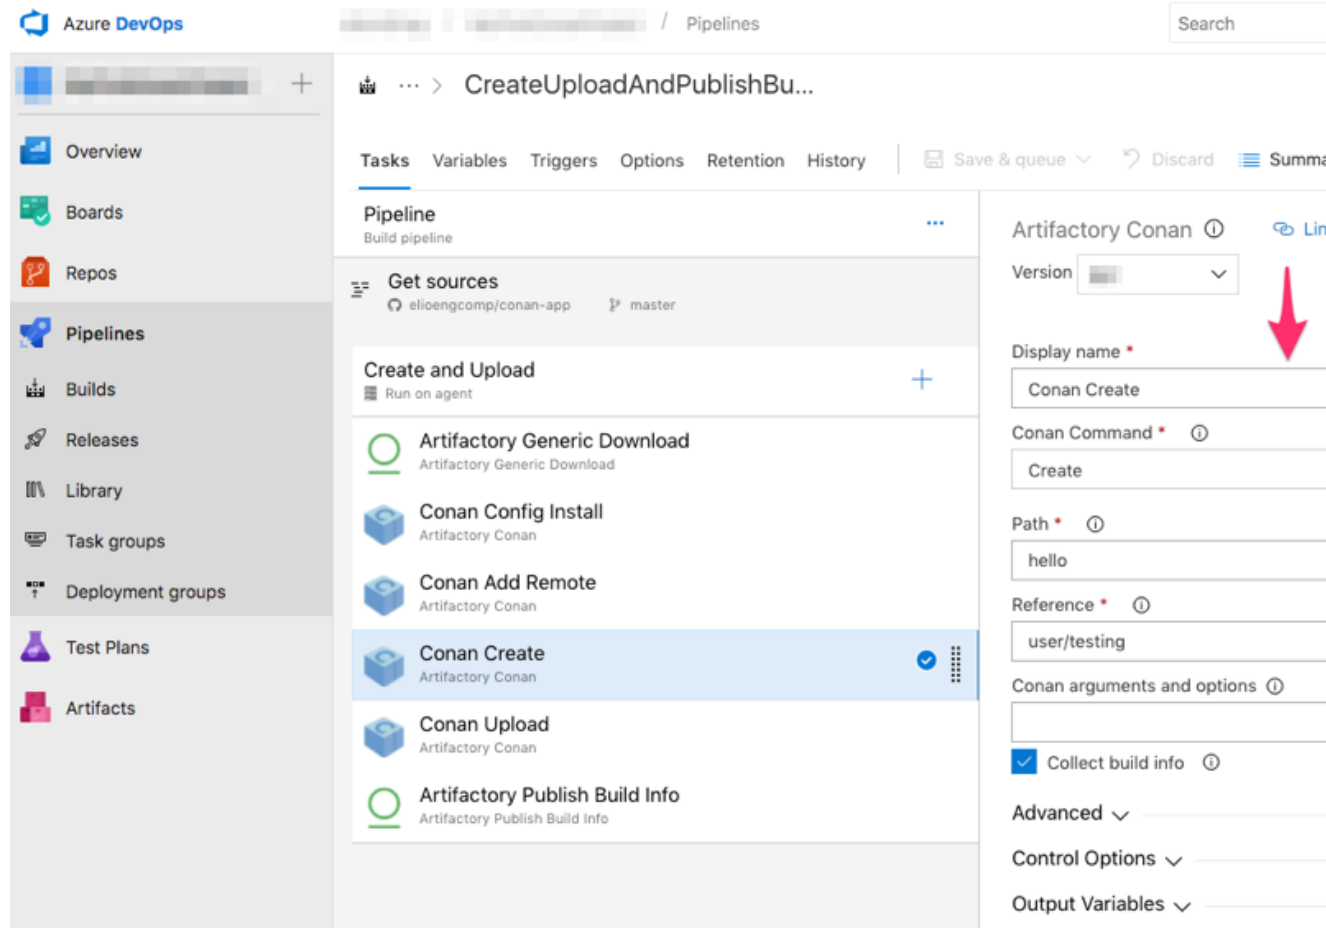 Azure DevOps
/ Pipelines
Search
+
··· > CreateUploadAndPublishBu...
Overview
Boards
Repos
Pipelines
Builds
Releases
Library
Task groups
Deployment groups
Test Plans
Artifacts
Tasks Variables Triggers Options Retention History
Save & queue Discard Summa
Pipeline
Build pipeline
...
Get sources
elioengcomp/conan-app master
Create and Upload
Run on agent
+
Artifactory Generic Download
Artifactory Generic Download
Conan Config Install
Artifactory Conan
Conan Add Remote
Artifactory Conan
Conan Create
Artifactory Conan
Conan Upload
Artifactory Conan
Artifactory Publish Build Info
Artifactory Publish Build Info
Artifactory Conan Lin
Version
Display name *
Conan Create
Conan Command *
Create
Path *
hello
Reference *
user/testing
Conan arguments and options
Collect build info
Advanced
Control Options
Output Variables